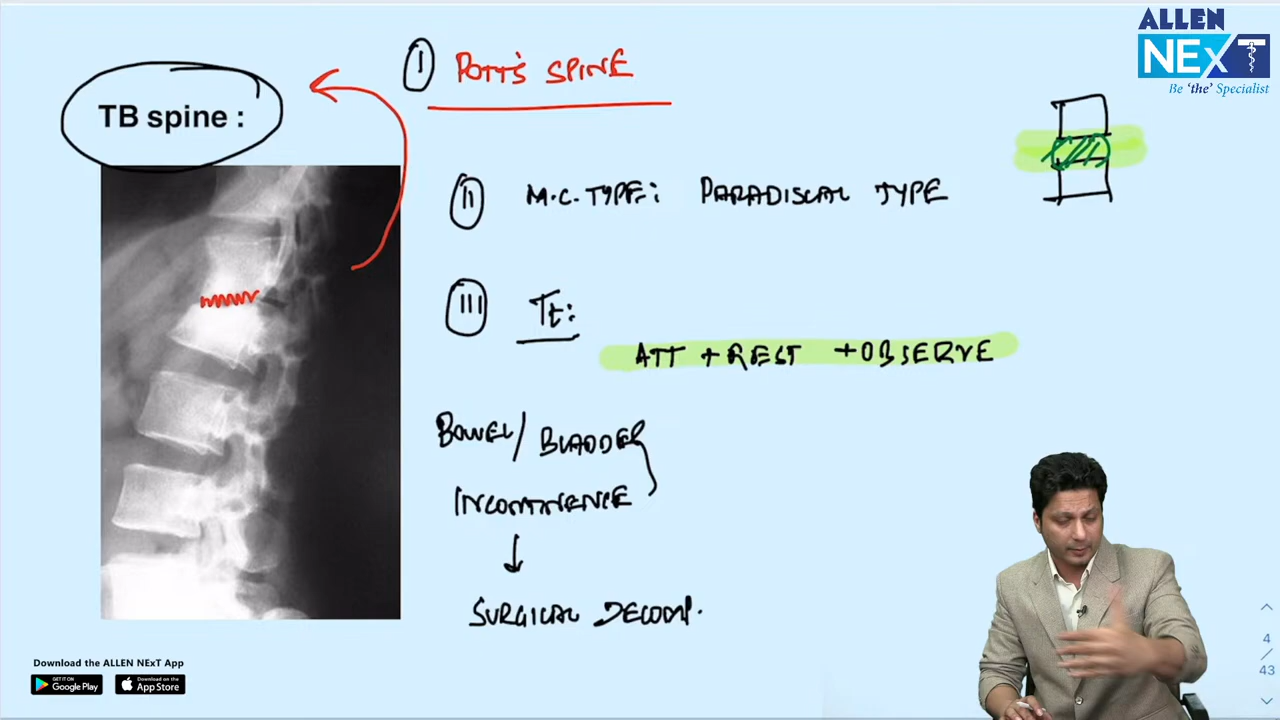 ALLEN
NEXT
Be 'the' Specialist
TB spine :
I POTT'S SPINE
II M.C. TYPE: PARADISCAL TYPE
III Tt:
ATT + REST + OBSERVE
BOWEL / BLADDER
INCONTINENCE
↓
SURGICAL DECOMP.
Download the ALLEN NExT App
GET IT ON
Google Play
Download on the
App Store
4
/
43